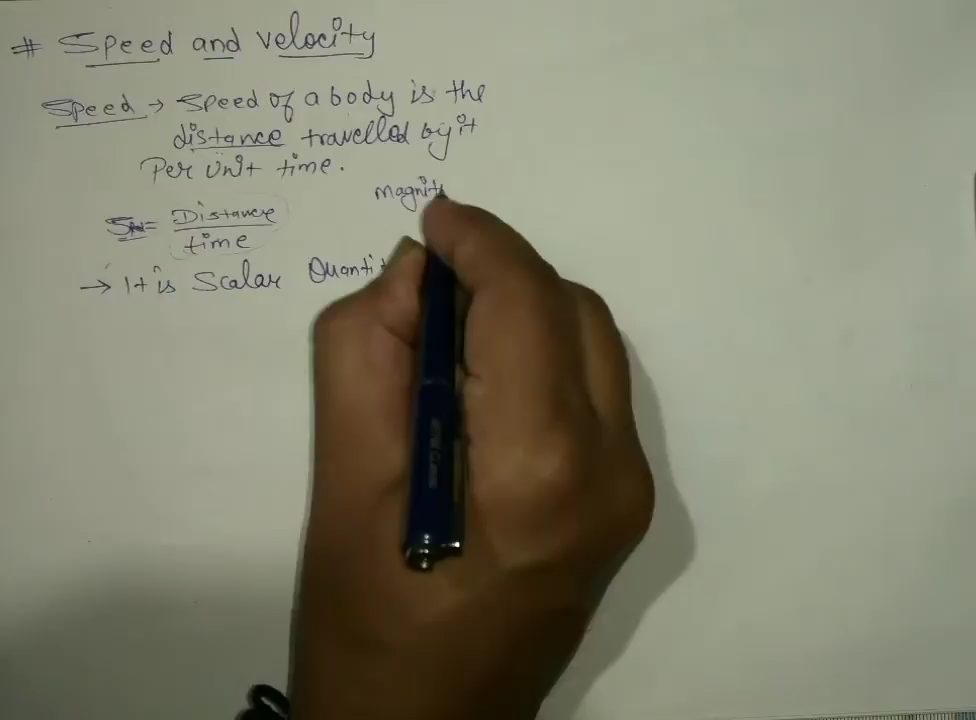 # Speed and velocity
Speed → Speed of a body is the
distance travelled by it
Per Unit time.
Magnit
= Distance
time
→ It is Scalar Quantit